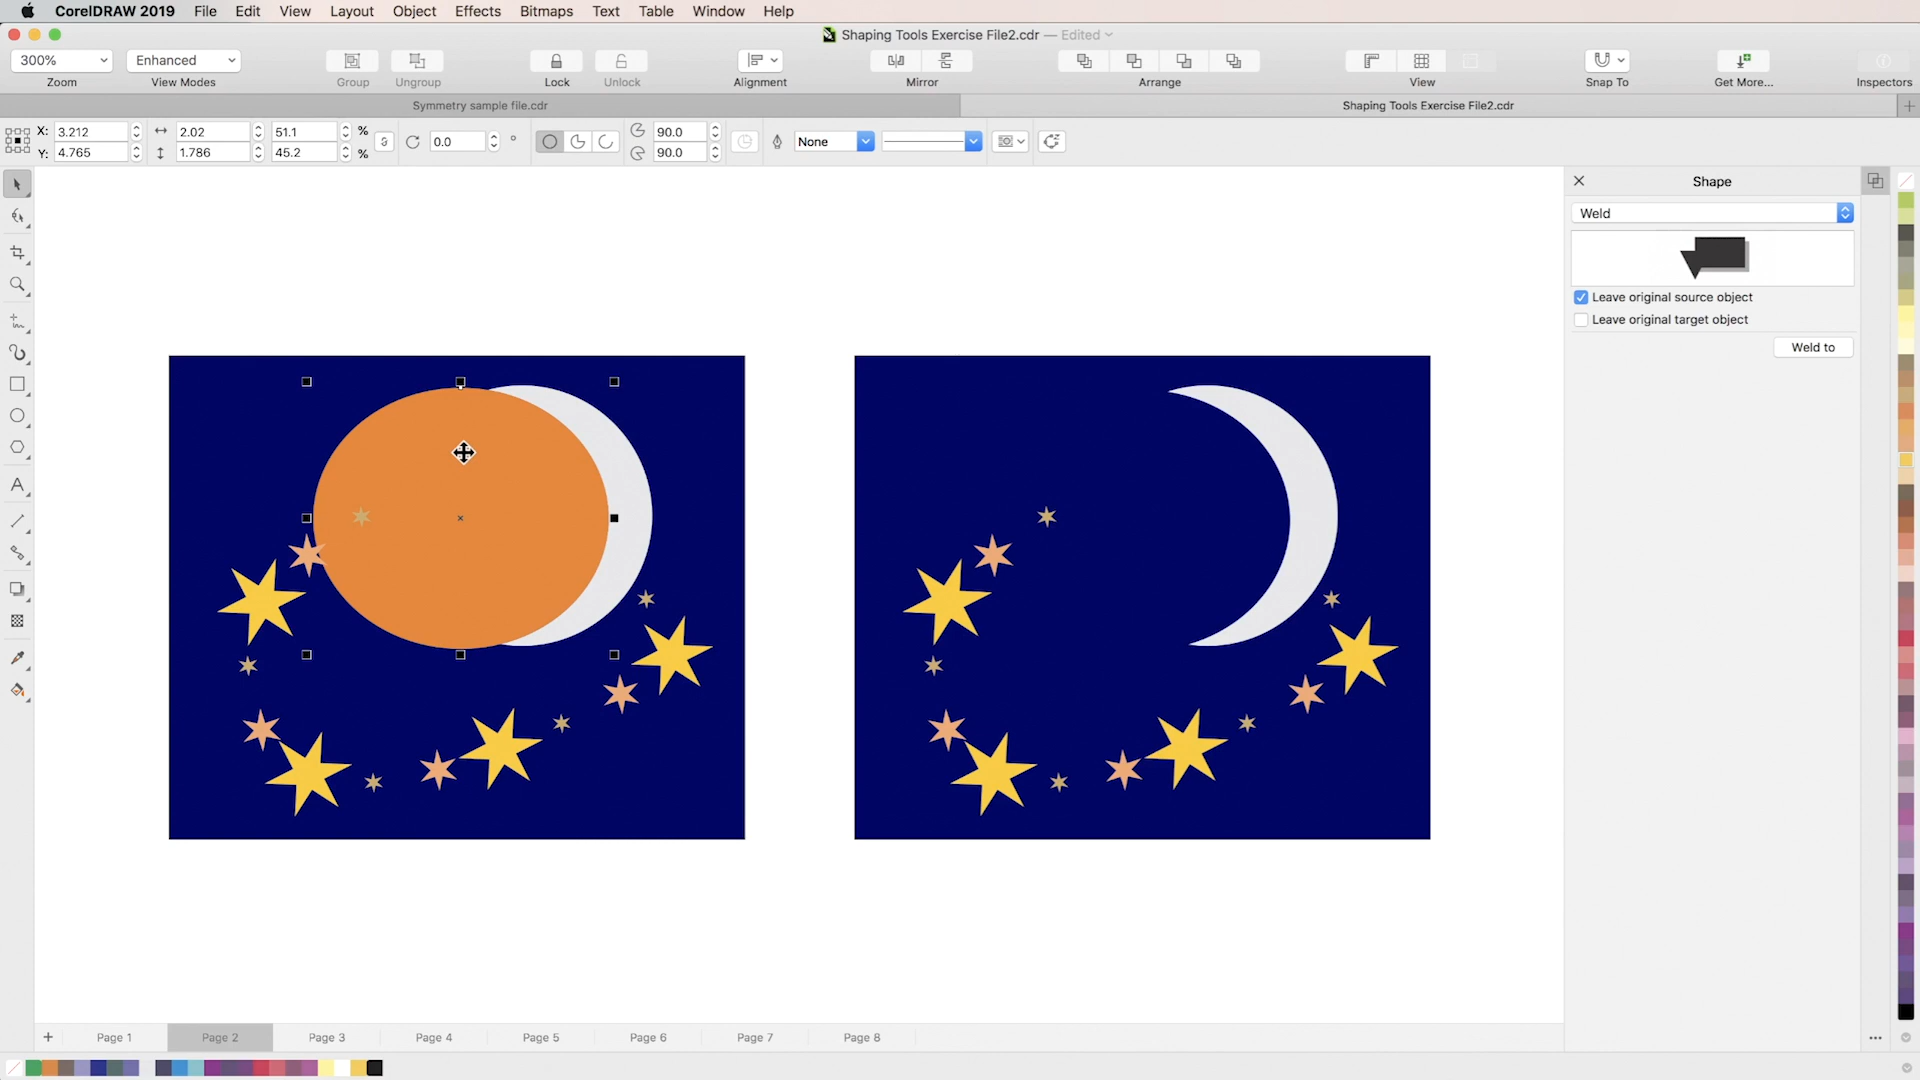 CorelDRAW 2019 File Edit View Layout Object Effects Bitmaps Text Table Window Help
Shaping Tools Exercise File2.cdr — Edited
300% Enhanced
Zoom View Modes Group Ungroup Lock Unlock Alignment Mirror Arrange View Snap To Get More... Inspectors
Symmetry sample file.cdr Shaping Tools Exercise File2.cdr
X: 3.212 2.02 51.1 % 90.0
Y: 4.765 1.786 45.2 % 0.0 ° 90.0 None
Shape
Weld
Leave original source object
Leave original target object
Weld to
Page 1 Page 2 Page 3 Page 4 Page 5 Page 6 Page 7 Page 8